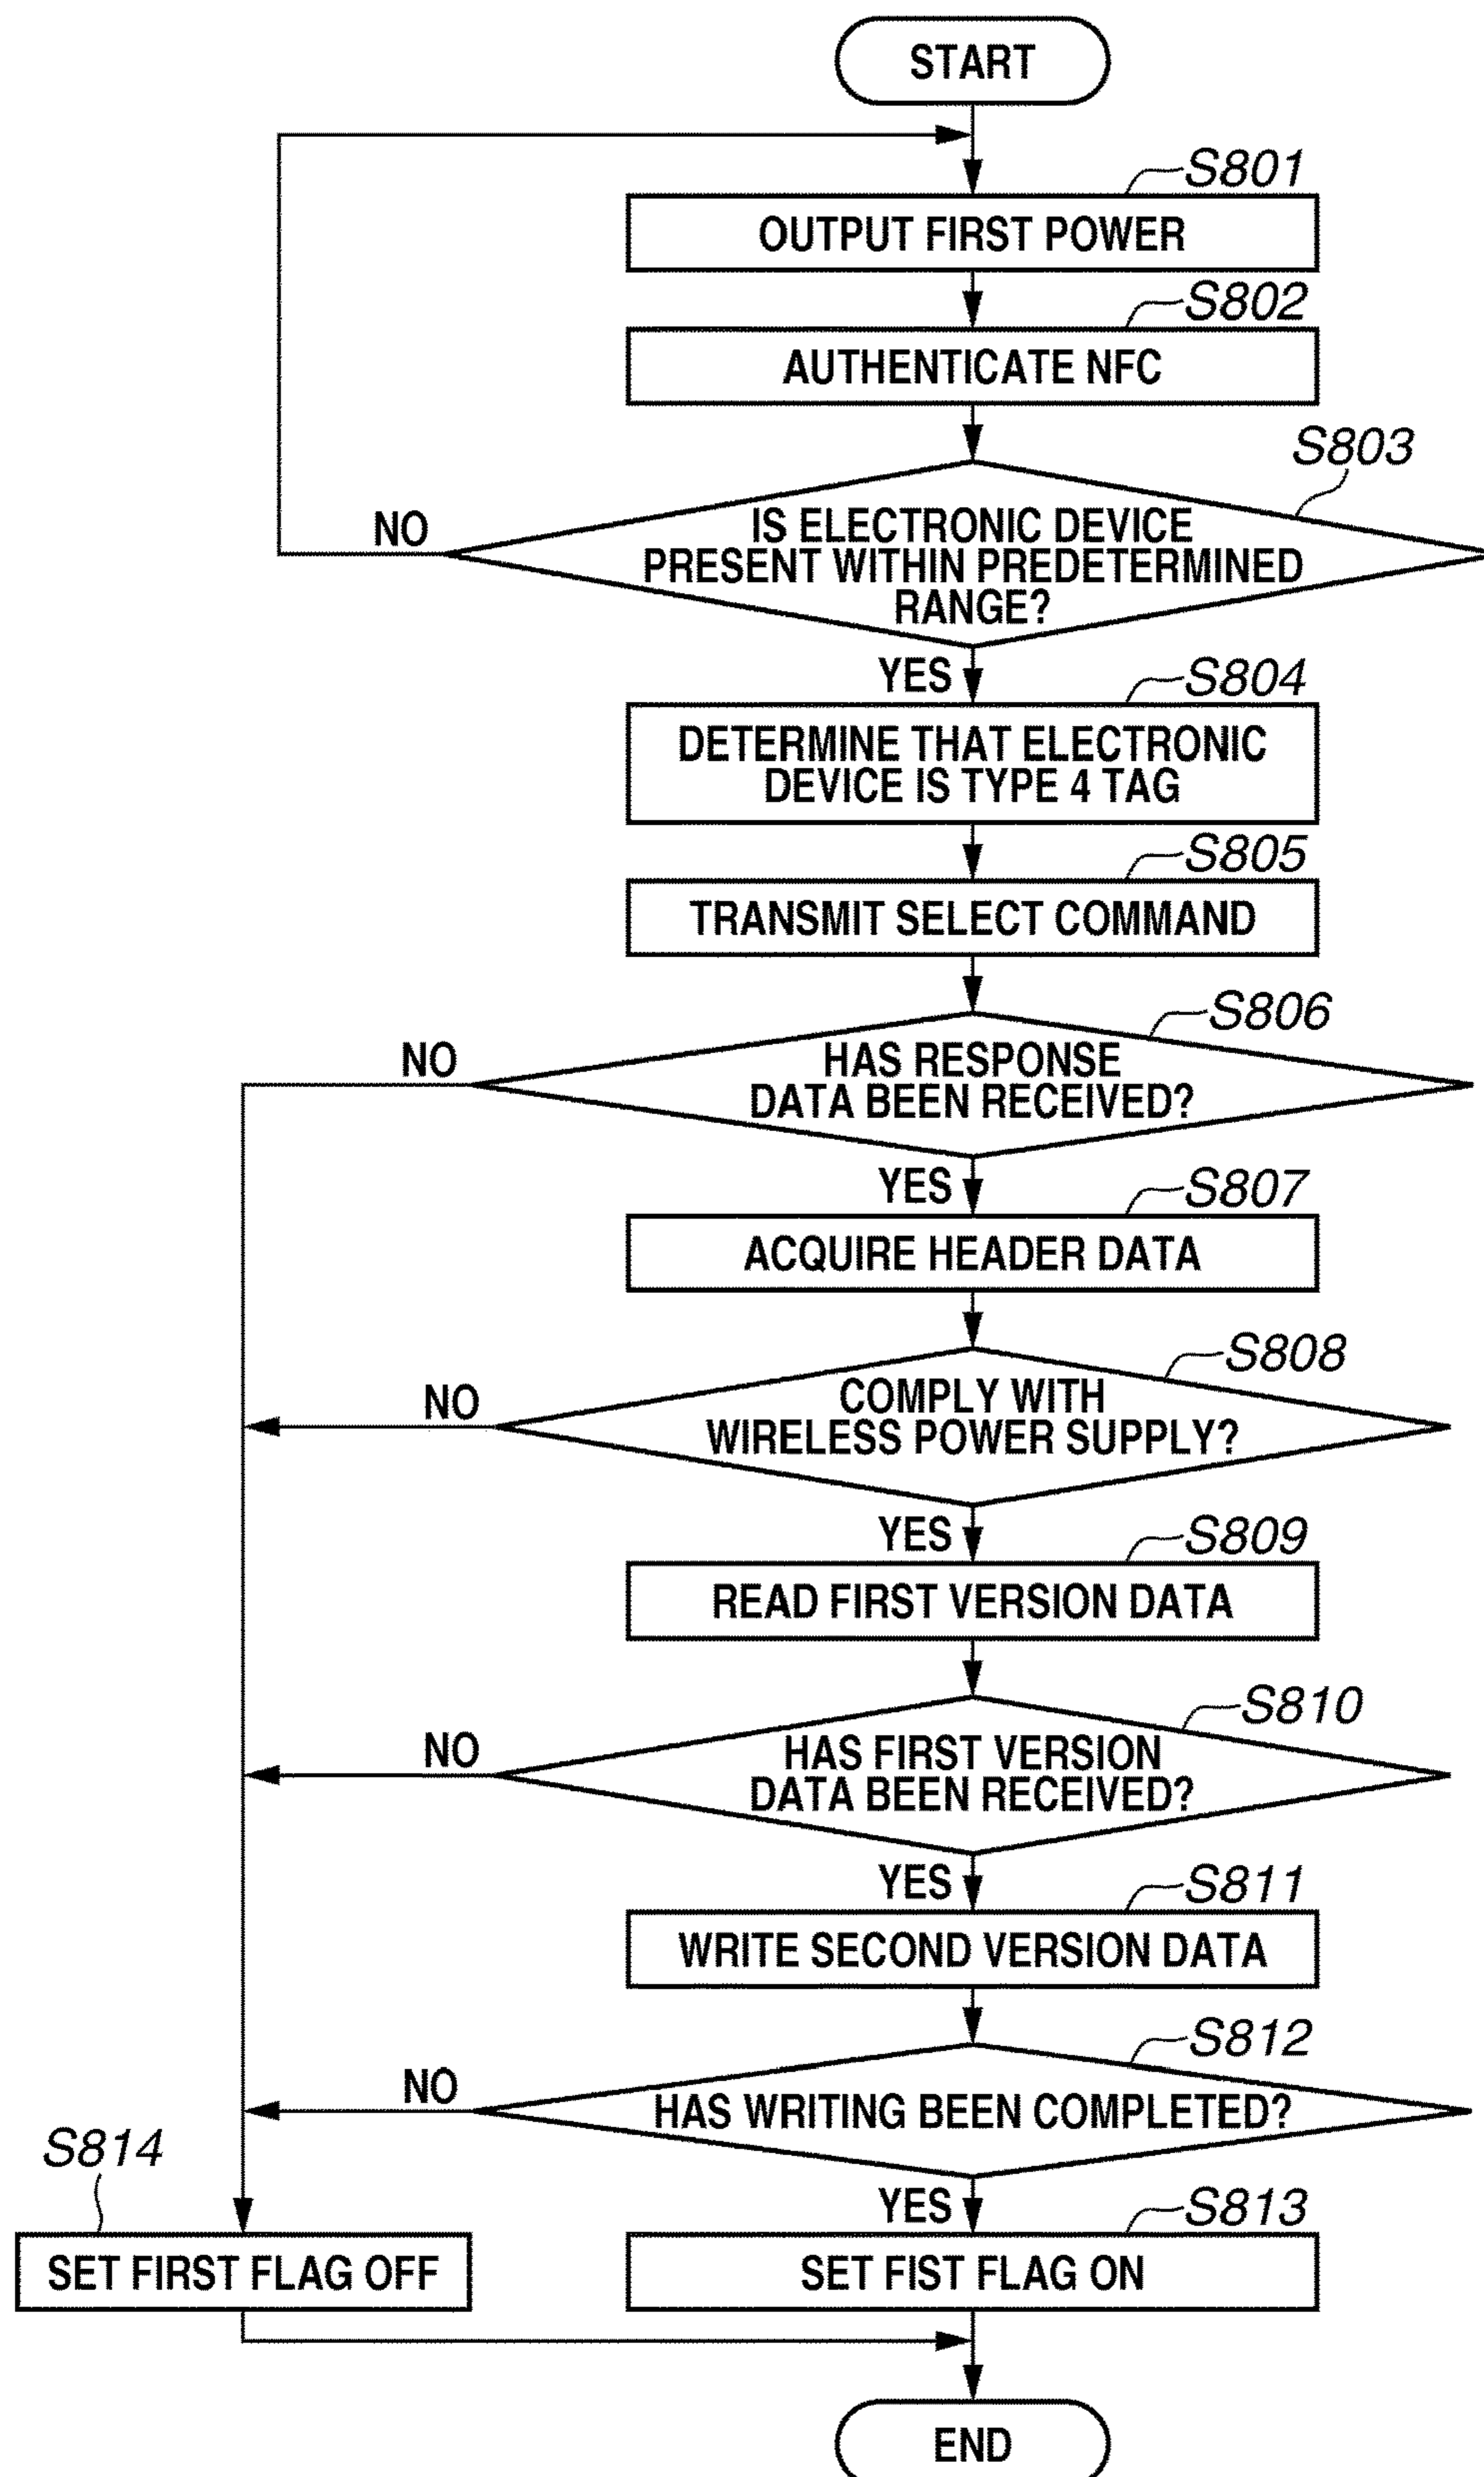 START
S801
OUTPUT FIRST POWER
S802
AUTHENTICATE NFC
S803
IS ELECTRONIC DEVICE
PRESENT WITHIN PREDETERMINED
RANGE?
NO
YES
S804
DETERMINE THAT ELECTRONIC
DEVICE IS TYPE 4 TAG
S805
TRANSMIT SELECT COMMAND
S806
HAS RESPONSE
DATA BEEN RECEIVED?
NO
YES
S807
ACQUIRE HEADER DATA
S808
COMPLY WITH
WIRELESS POWER SUPPLY?
NO
YES
S809
READ FIRST VERSION DATA
S810
HAS FIRST VERSION
DATA BEEN RECEIVED?
NO
YES
S811
WRITE SECOND VERSION DATA
S812
HAS WRITING BEEN COMPLETED?
NO
YES
S814
SET FIRST FLAG OFF
S813
SET FIST FLAG ON
END